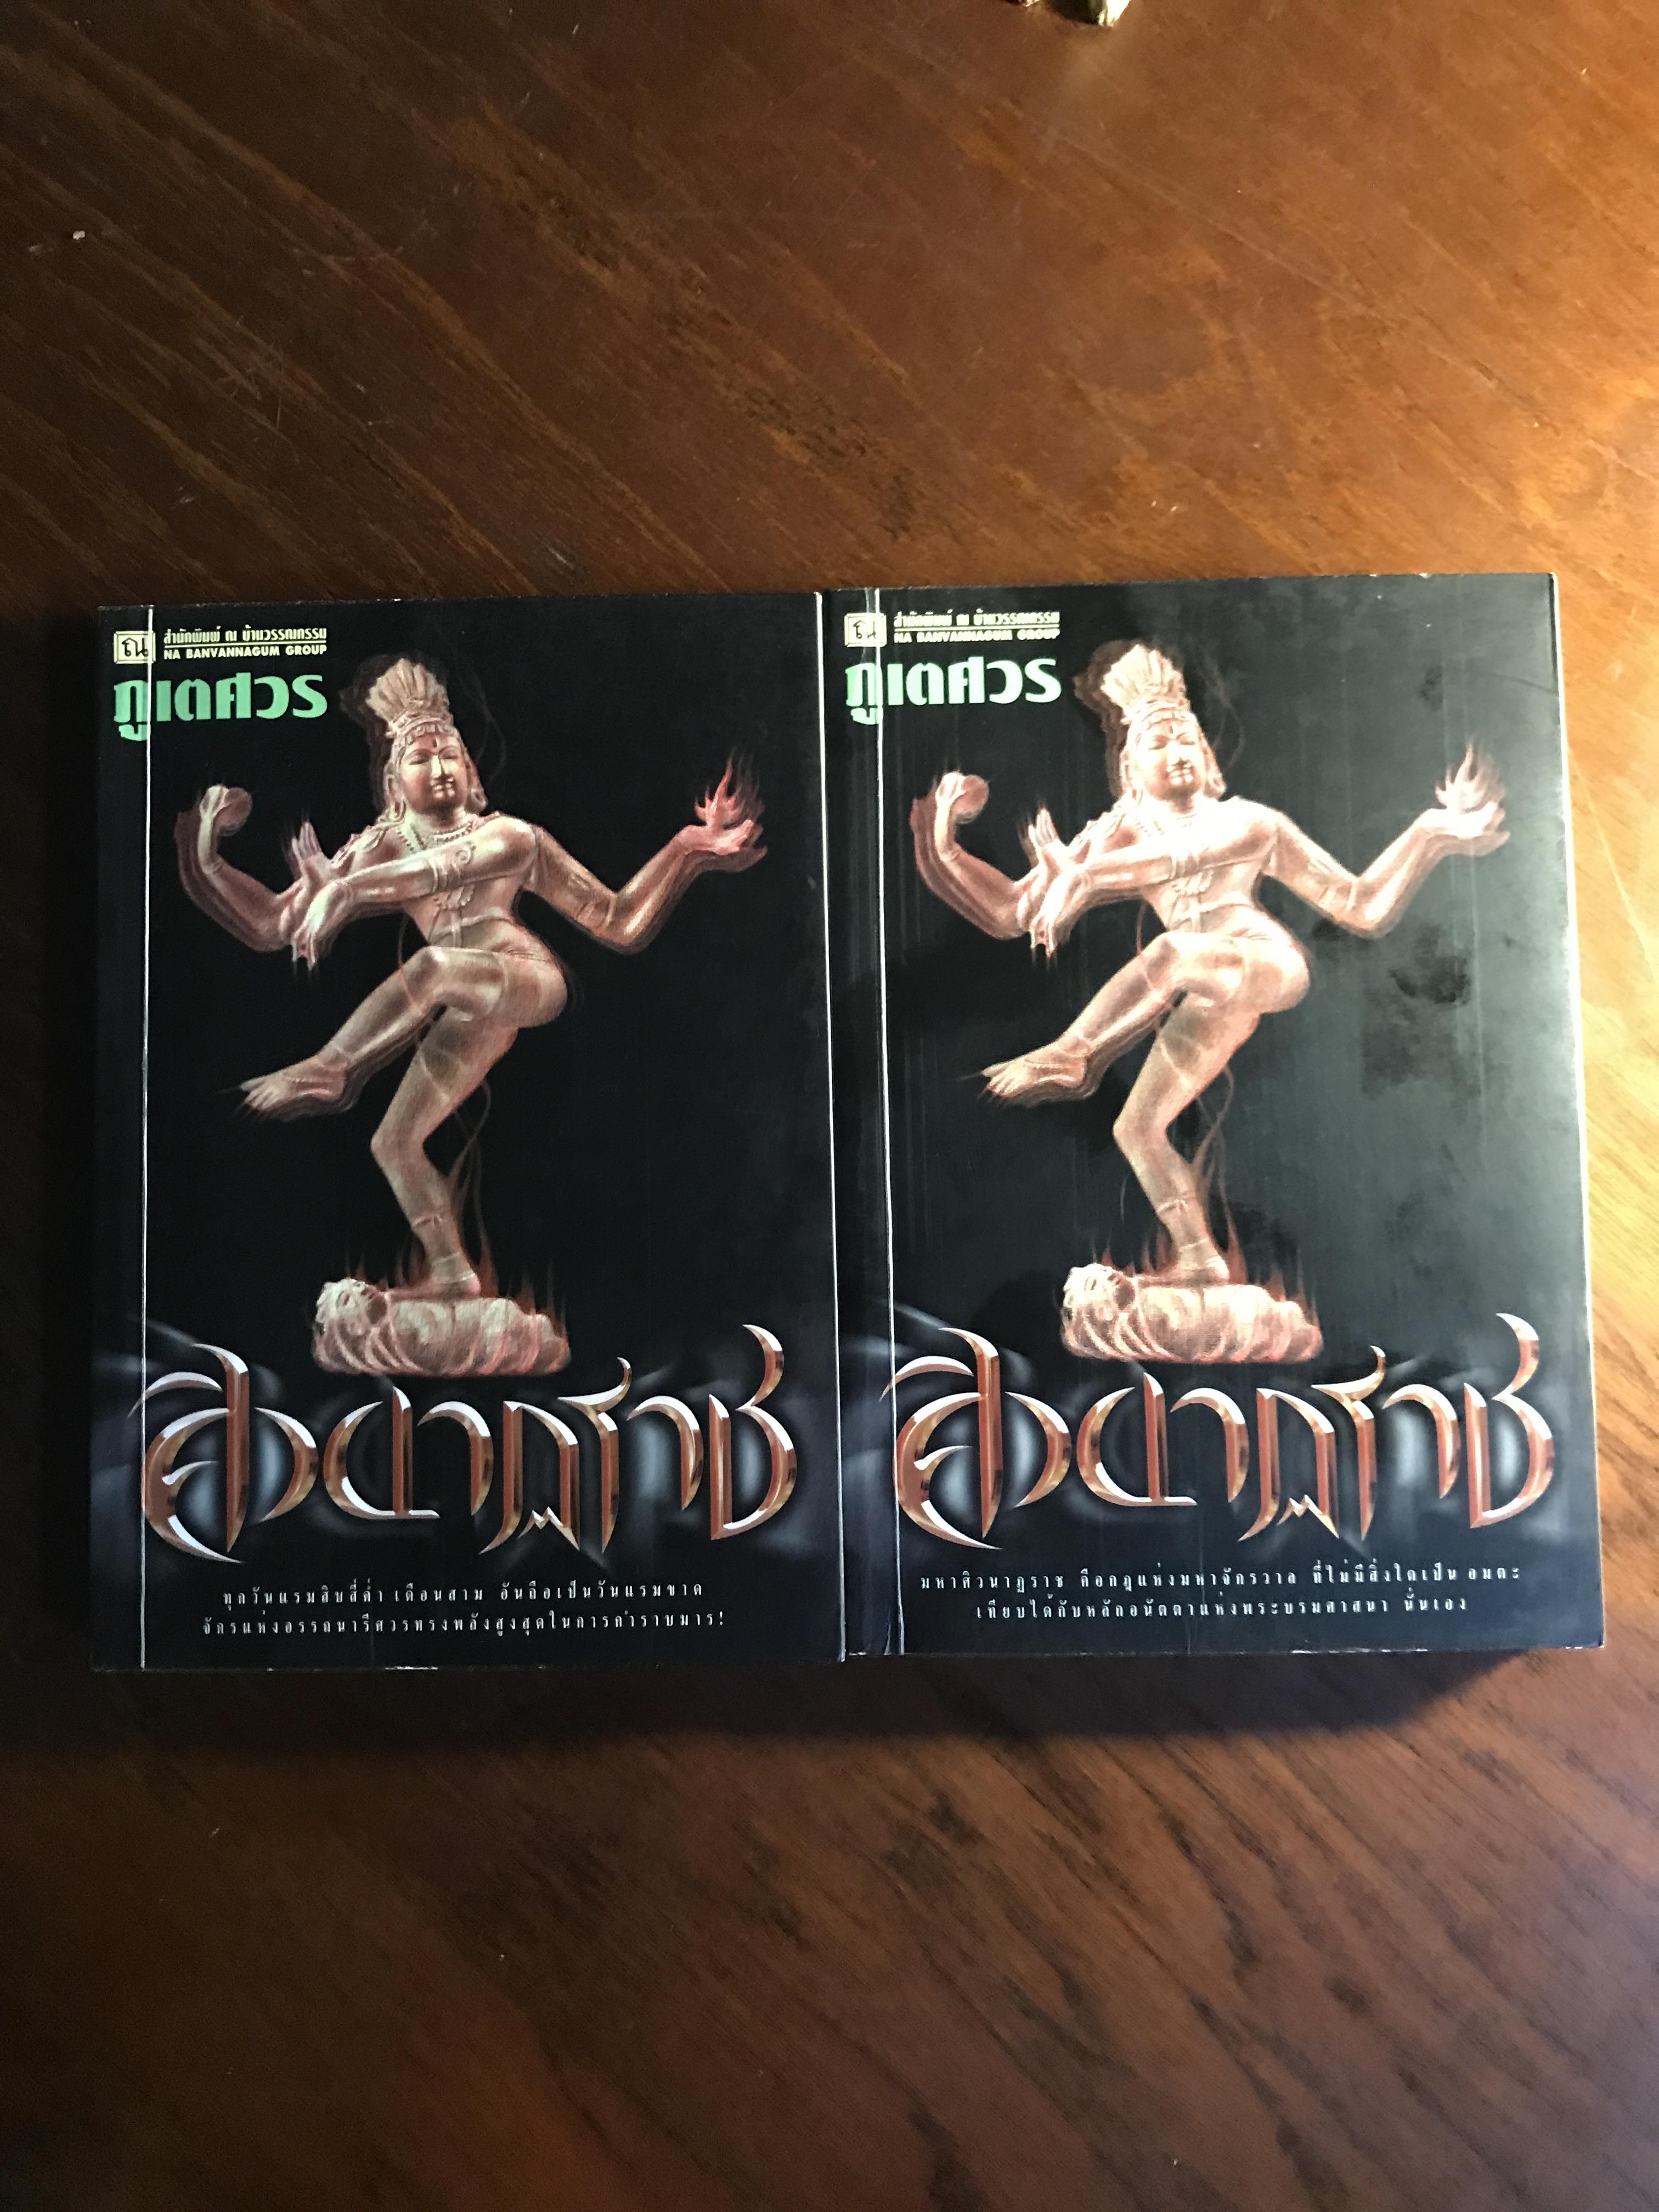 สำนักพิมพ์ ณ บ้านวรรณกรรม
NA BANVANNAGUM GROUP
ภูเตศวร
ศิวนาฏราช
ทุกวันแรมสิบสี่ค่ำ เดือนสาม อันถือเป็นวันแรมขาด
จักรแห่งอรรถนารีศวรทรงพลังสูงสุดในการกำราบมาร!
สำนักพิมพ์ ณ บ้านวรรณกรรม
NA BANVANNAGUM GROUP
ภูเตศวร
ศิวนาฏราช
มหาศิวนาฏราช คือกฎแห่งมหาจักรวาล ที่ไม่มีสิ่งใดเป็นอมตะ
เทียบได้กับหลักอนัตตาแห่งพระบรมศาสนา นั่นเอง